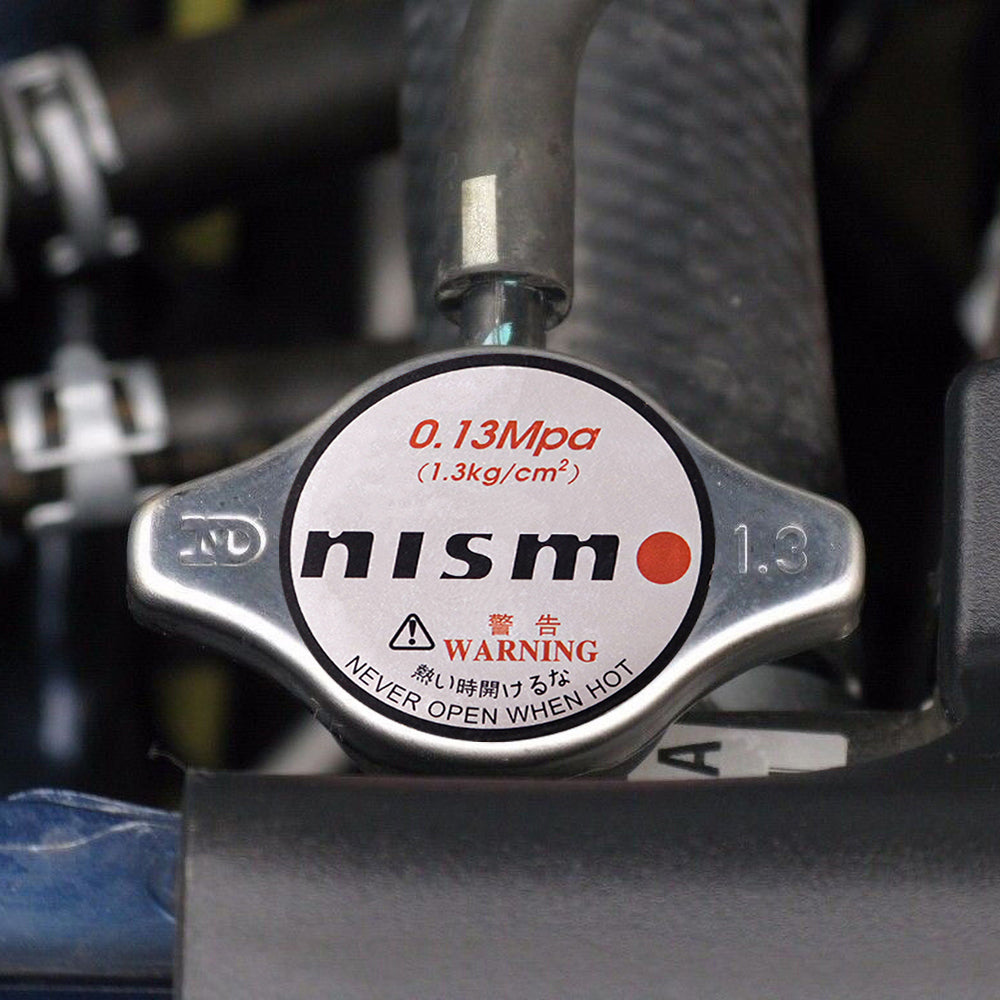 0.13Mpa
(1.3kg/cm²)
nismo
1.3
警告
WARNING
熱い時開けるな
NEVER OPEN WHEN HOT
A